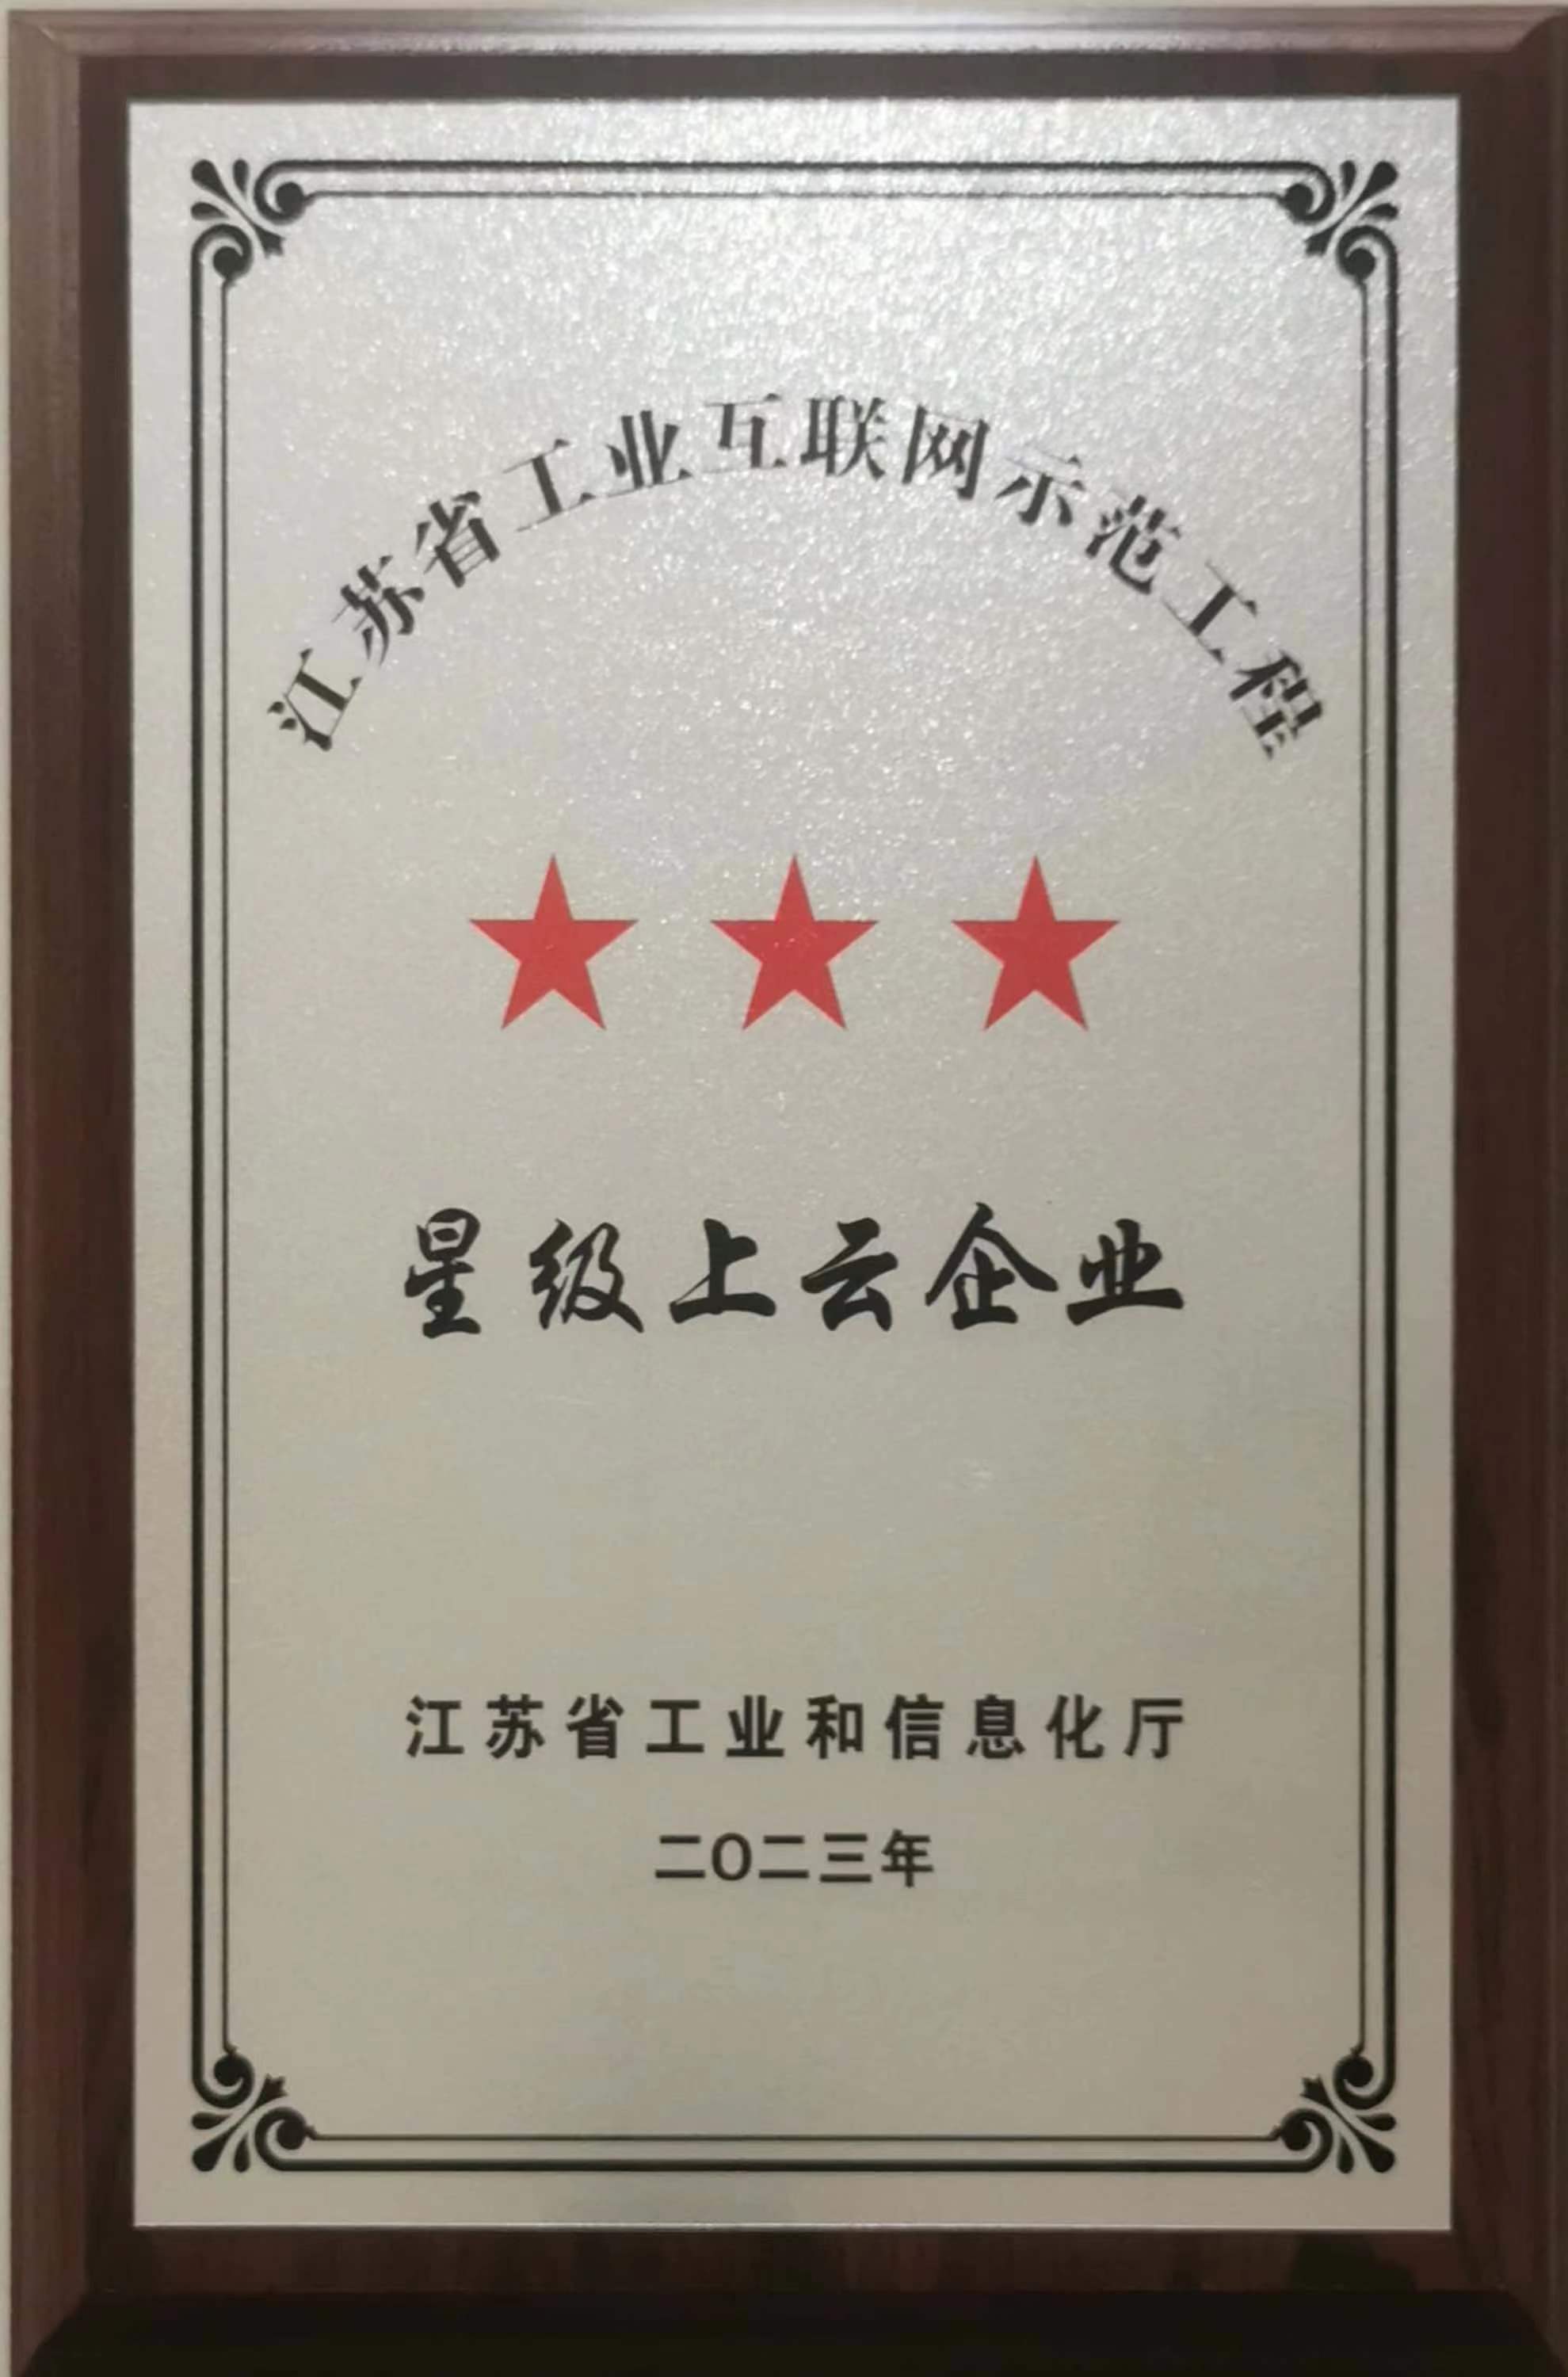 江苏省工业互联网示范工程
星级上云企业
江苏省工业和信息化厅
二〇二三年